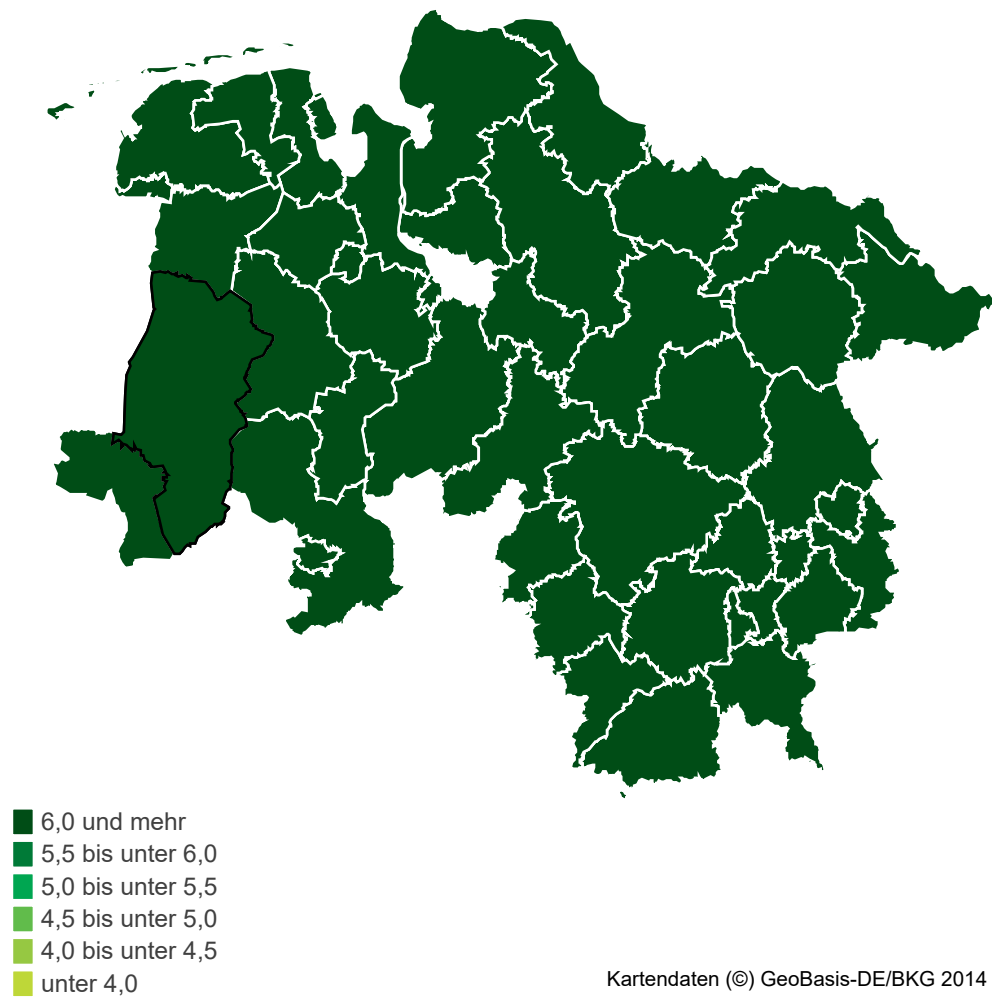 6,0 und mehr
5,5 bis unter 6,0
5,0 bis unter 5,5
4,5 bis unter 5,0
4,0 bis unter 4,5
unter 4,0
Kartendaten (©) GeoBasis-DE/BKG 2014